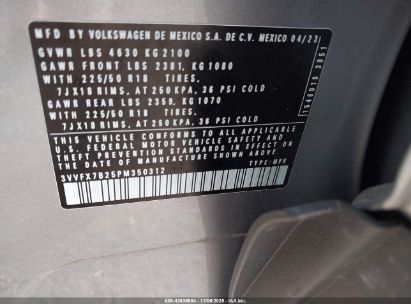 MFD BY VOLKSWAGEN DE MEXICO S.A. DE C.V. MEXICO 04/23
GVWR LBS 4630 KG 2100
GAWR FRONT LBS 2381, KG 1080
WITH 225/50 R18 TIRES,
7JX18 RIMS, AT 250 KPA, 36 PSI COLD
GAWR REAR LBS 2359, KG 1070
WITH 225/50 R18 TIRES,
7JX18 RIMS, AT 250 KPA, 36 PSI COLD
THIS VEHICLE CONFORMS TO ALL APPLICABLE
U.S. FEDERAL MOTOR VEHICLE SAFETY AND
THEFT PREVENTION STANDARDS IN EFFECT ON
THE DATE OF MANUFACTURE SHOWN ABOVE
3VVFX7B25PM350312 TYPE: MPV